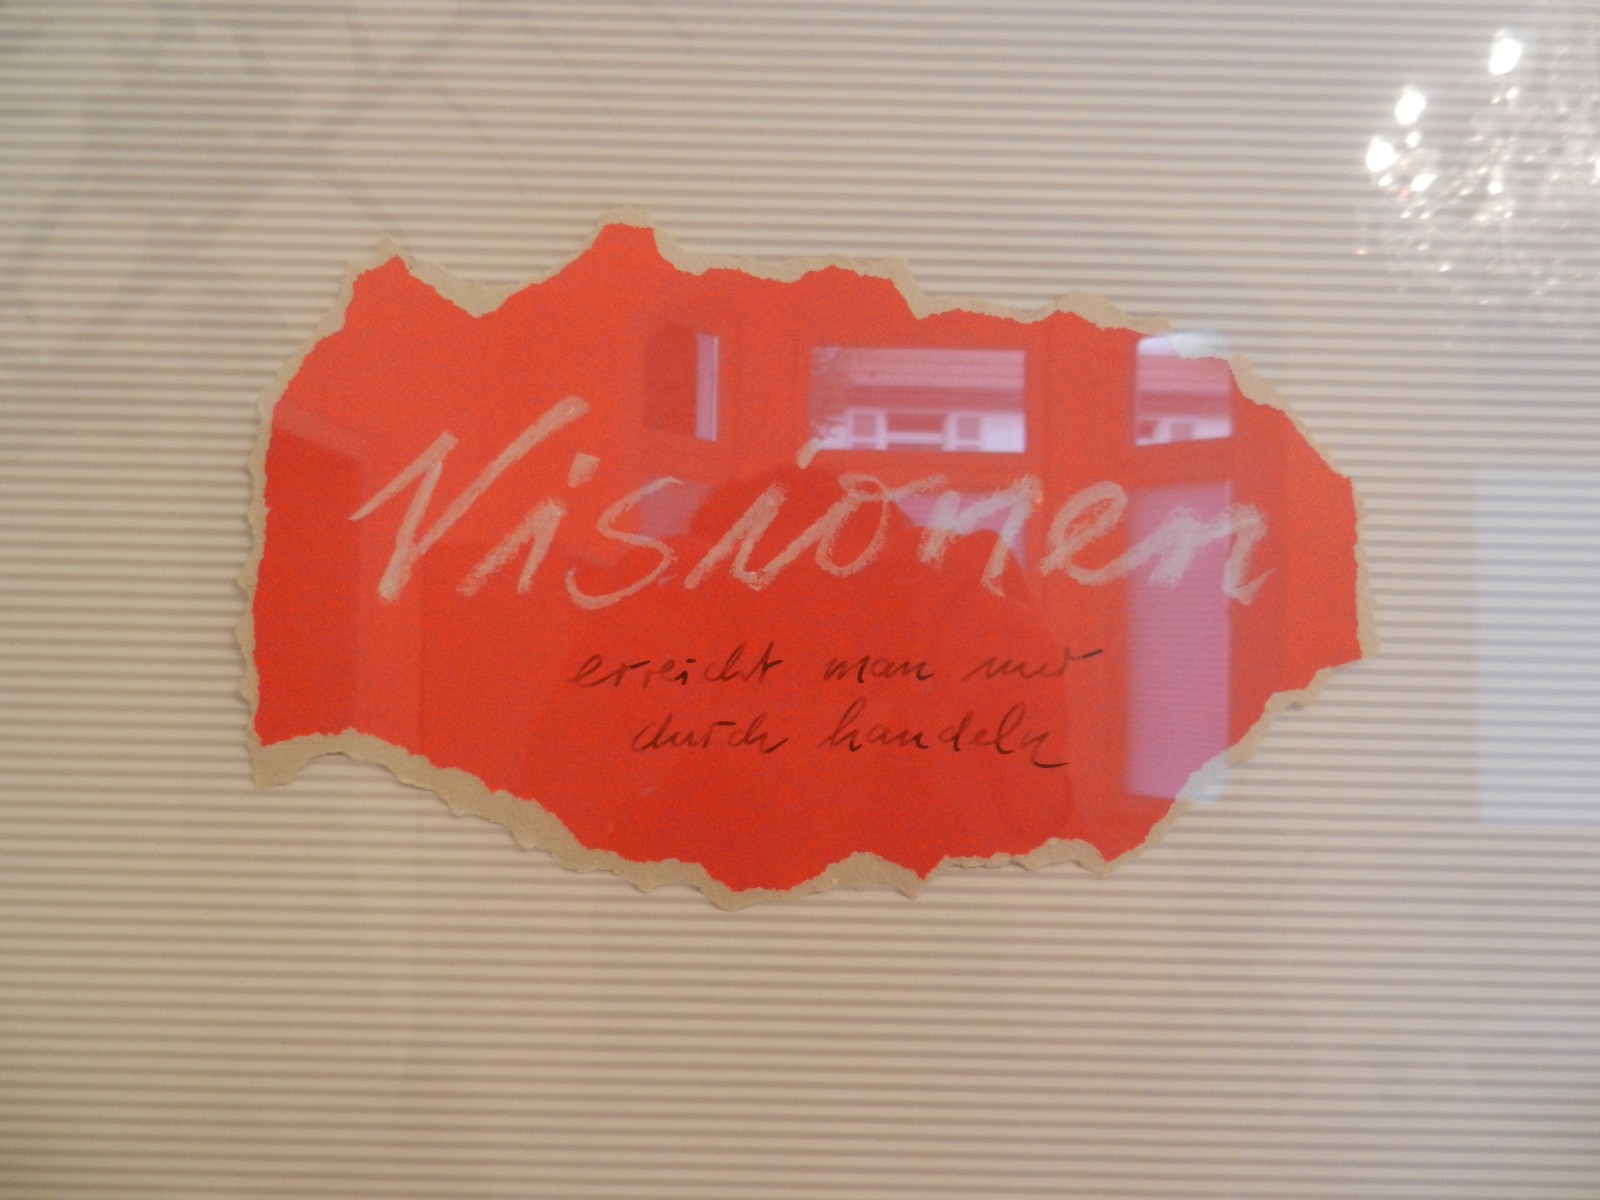 Visionen
erreicht man nur
durch handeln